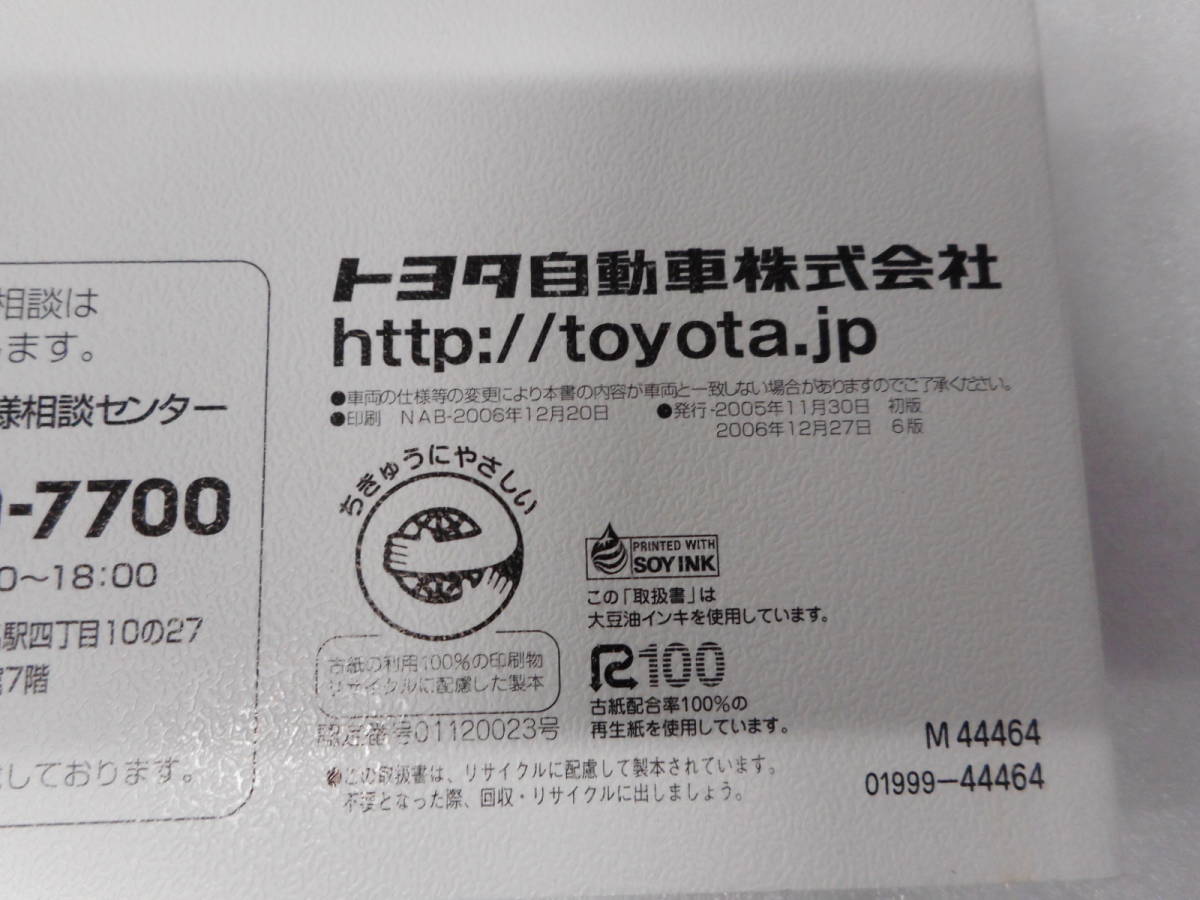 相談は
ます。
様相談センター
-7700
0～18:00
駅四丁目10の27
7階
しております。
トヨタ自動車株式会社
http://toyota.jp
●車両の仕様等の変更により本書の内容が車両と一致しない場合がありますのでご了承ください。
●印刷 NAB-2006年12月20日 ●発行-2005年11月30日 初版
2006年12月27日 6版
ちきゅうにやさしい
古紙の利用100%の印刷物
リサイクルに配慮した製本
認定番号01120023号
PRINTED WITH
SOY INK
この「取扱書」は
大豆油インキを使用しています。
R100
古紙配合率100%の
再生紙を使用しています。
この取扱書は、リサイクルに配慮して製本されています。
不要となった際、回収・リサイクルに出しましょう。
M 44464
01999-44464